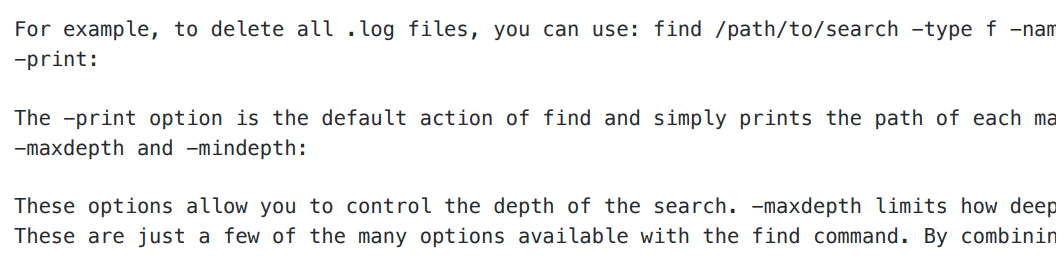 For example, to delete all .log files, you can use: find /path/to/search -type f -nam
-print:
The -print option is the default action of find and simply prints the path of each ma
-maxdepth and -mindepth:
These options allow you to control the depth of the search. -maxdepth limits how deep
These are just a few of the many options available with the find command. By combinin